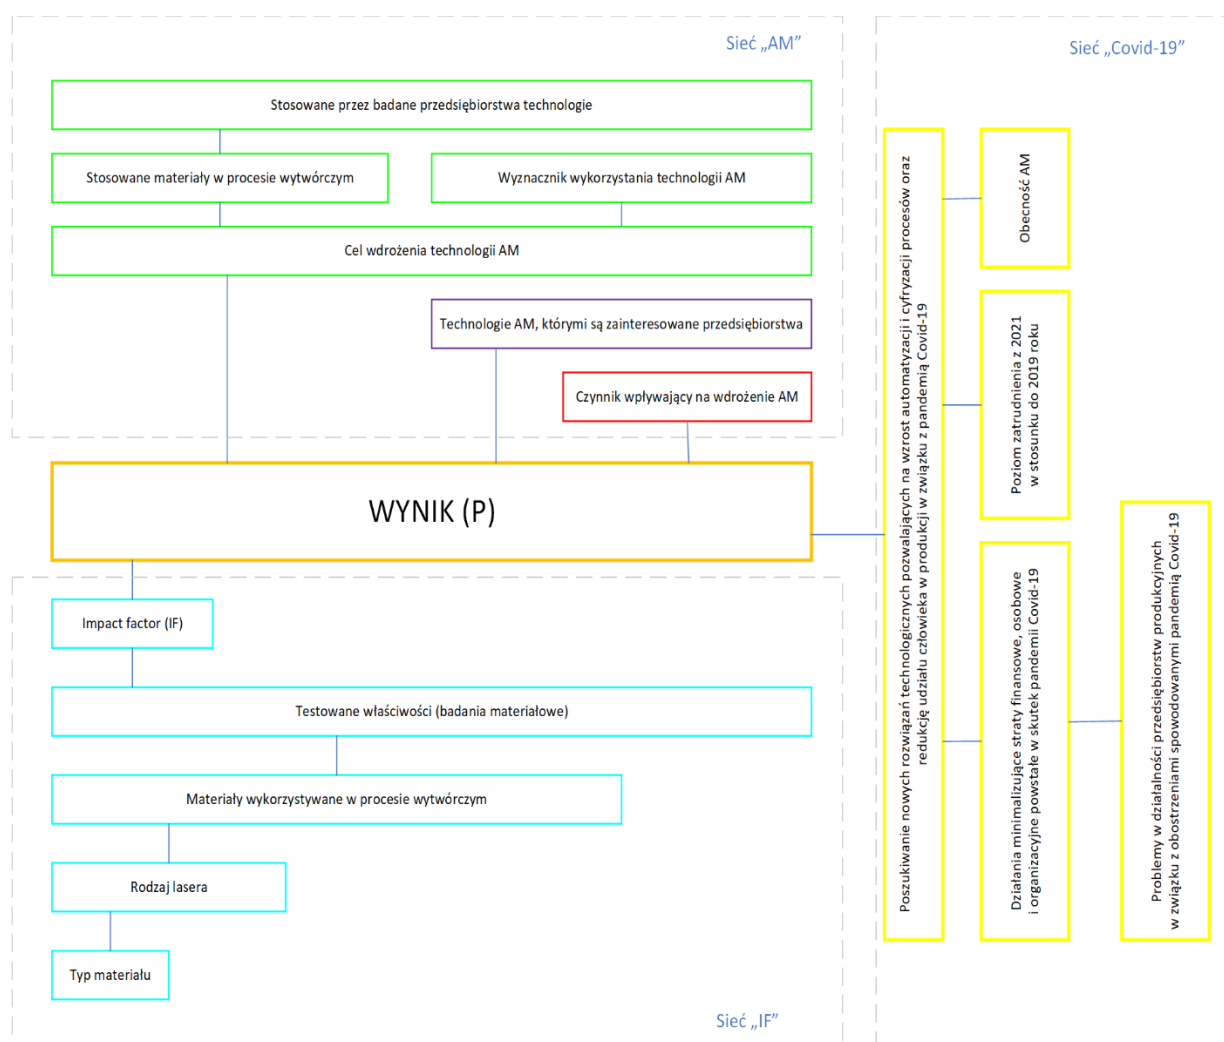 Sieć „AM”
Stosowane przez badane przedsiębiorstwa technologie
Stosowane materiały w procesie wytwórczym
Wyznacznik wykorzystania technologii AM
Cel wdrożenia technologii AM
Technologie AM, którymi są zainteresowane przedsiębiorstwa
Czynnik wpływający na wdrożenie AM
WYNIK (P)
Impact factor (IF)
Testowane właściwości (badania materiałowe)
Materiały wykorzystywane w procesie wytwórczym
Rodzaj lasera
Typ materiału
Sieć „IF”
Sieć „Covid-19”
Poszukiwanie nowych rozwiązań technologicznych pozwalających na wzrost automatyzacji i cyfryzacji procesów oraz
redukcję udziału człowieka w produkcji w związku z pandemią Covid-19
Obecność AM
Poziom zatrudnienia z 2021
w stosunku do 2019 roku
Działania minimalizujące straty finansowe, osobowe
i organizacyjne powstałe w skutek pandemii Covid-19
Problemy w działalności przedsiębiorstw produkcyjnych
w związku z obostrzeniami spowodowanymi pandemią Covid-19